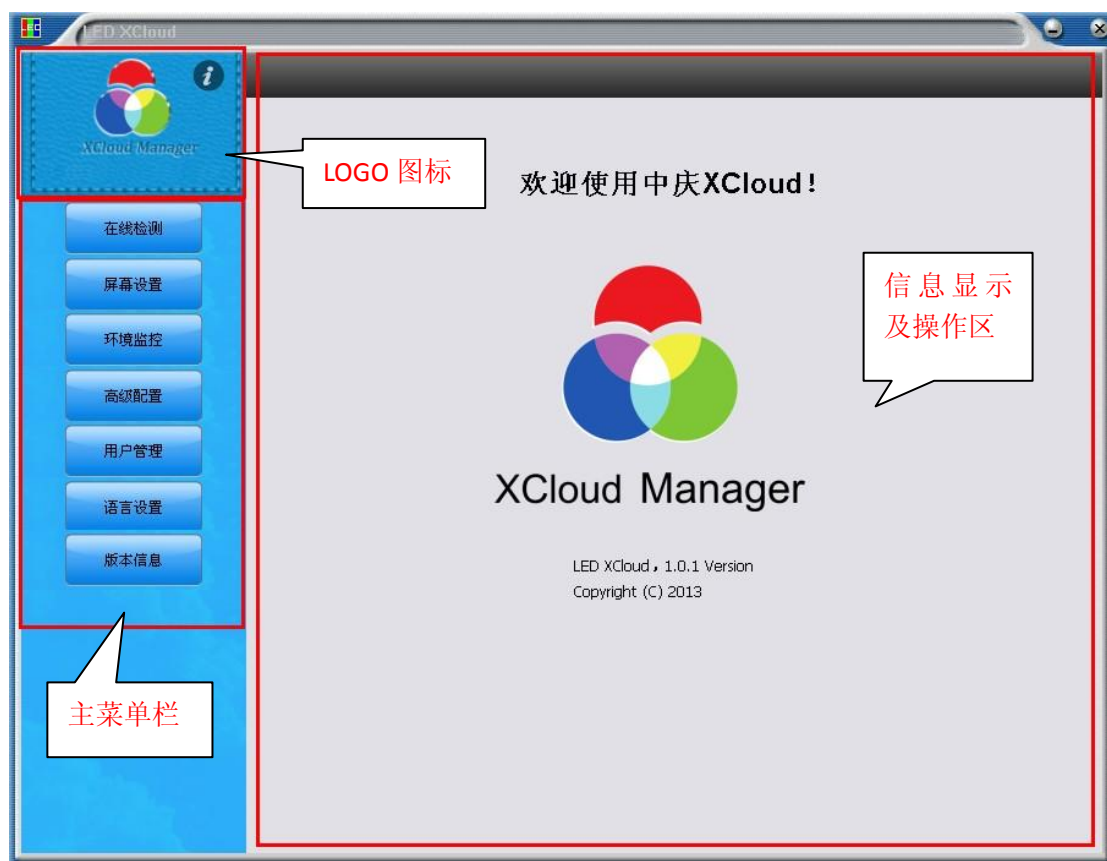 LED XCloud
XCloud Manager
LOGO 图标
欢迎使用中庆XCloud!
在线检测
屏幕设置
环境监控
高级配置
用户管理
语言设置
版本信息
信息显示
及操作区
XCloud Manager
LED XCloud，1.0.1 Version
Copyright (C) 2013
主菜单栏